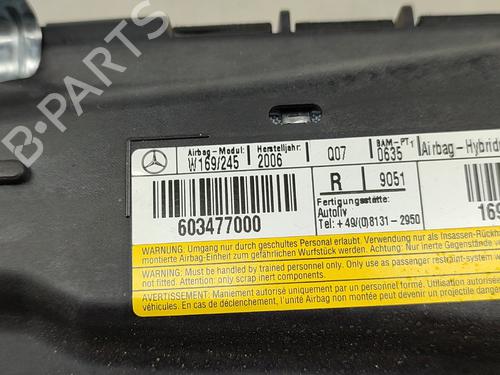 B-PARTS
Airbag-Modul: Herstelljahr: BAM-PT1
W169/245 2006 Q07 0635 Airbag-Hybridr
R 9051
603477000
Fertigungsstätte:
Autoliv
Tel:+49/(0)8131-2950
169
WARNUNG: Umgang nur durch geschultes Personal erlaubt. Verwendung nur als Insassen-Rückh
montierte Airbag-Einheit zum gefährlichen Wurfstück werden. Achtung! Nur inerte Gegenstände
WARNING: Must be handled by trained personnel only. Use as passenger restraint-system
not fitted. Attention, only scrap inert components.
AVERTISSEMENT: Maniement autorisé uniquement par un personnel formé. Utilisation autorisée
véhicules. En cas de déclenchement, l'unité Airbag non montée peut devenir un projectile dangereux.